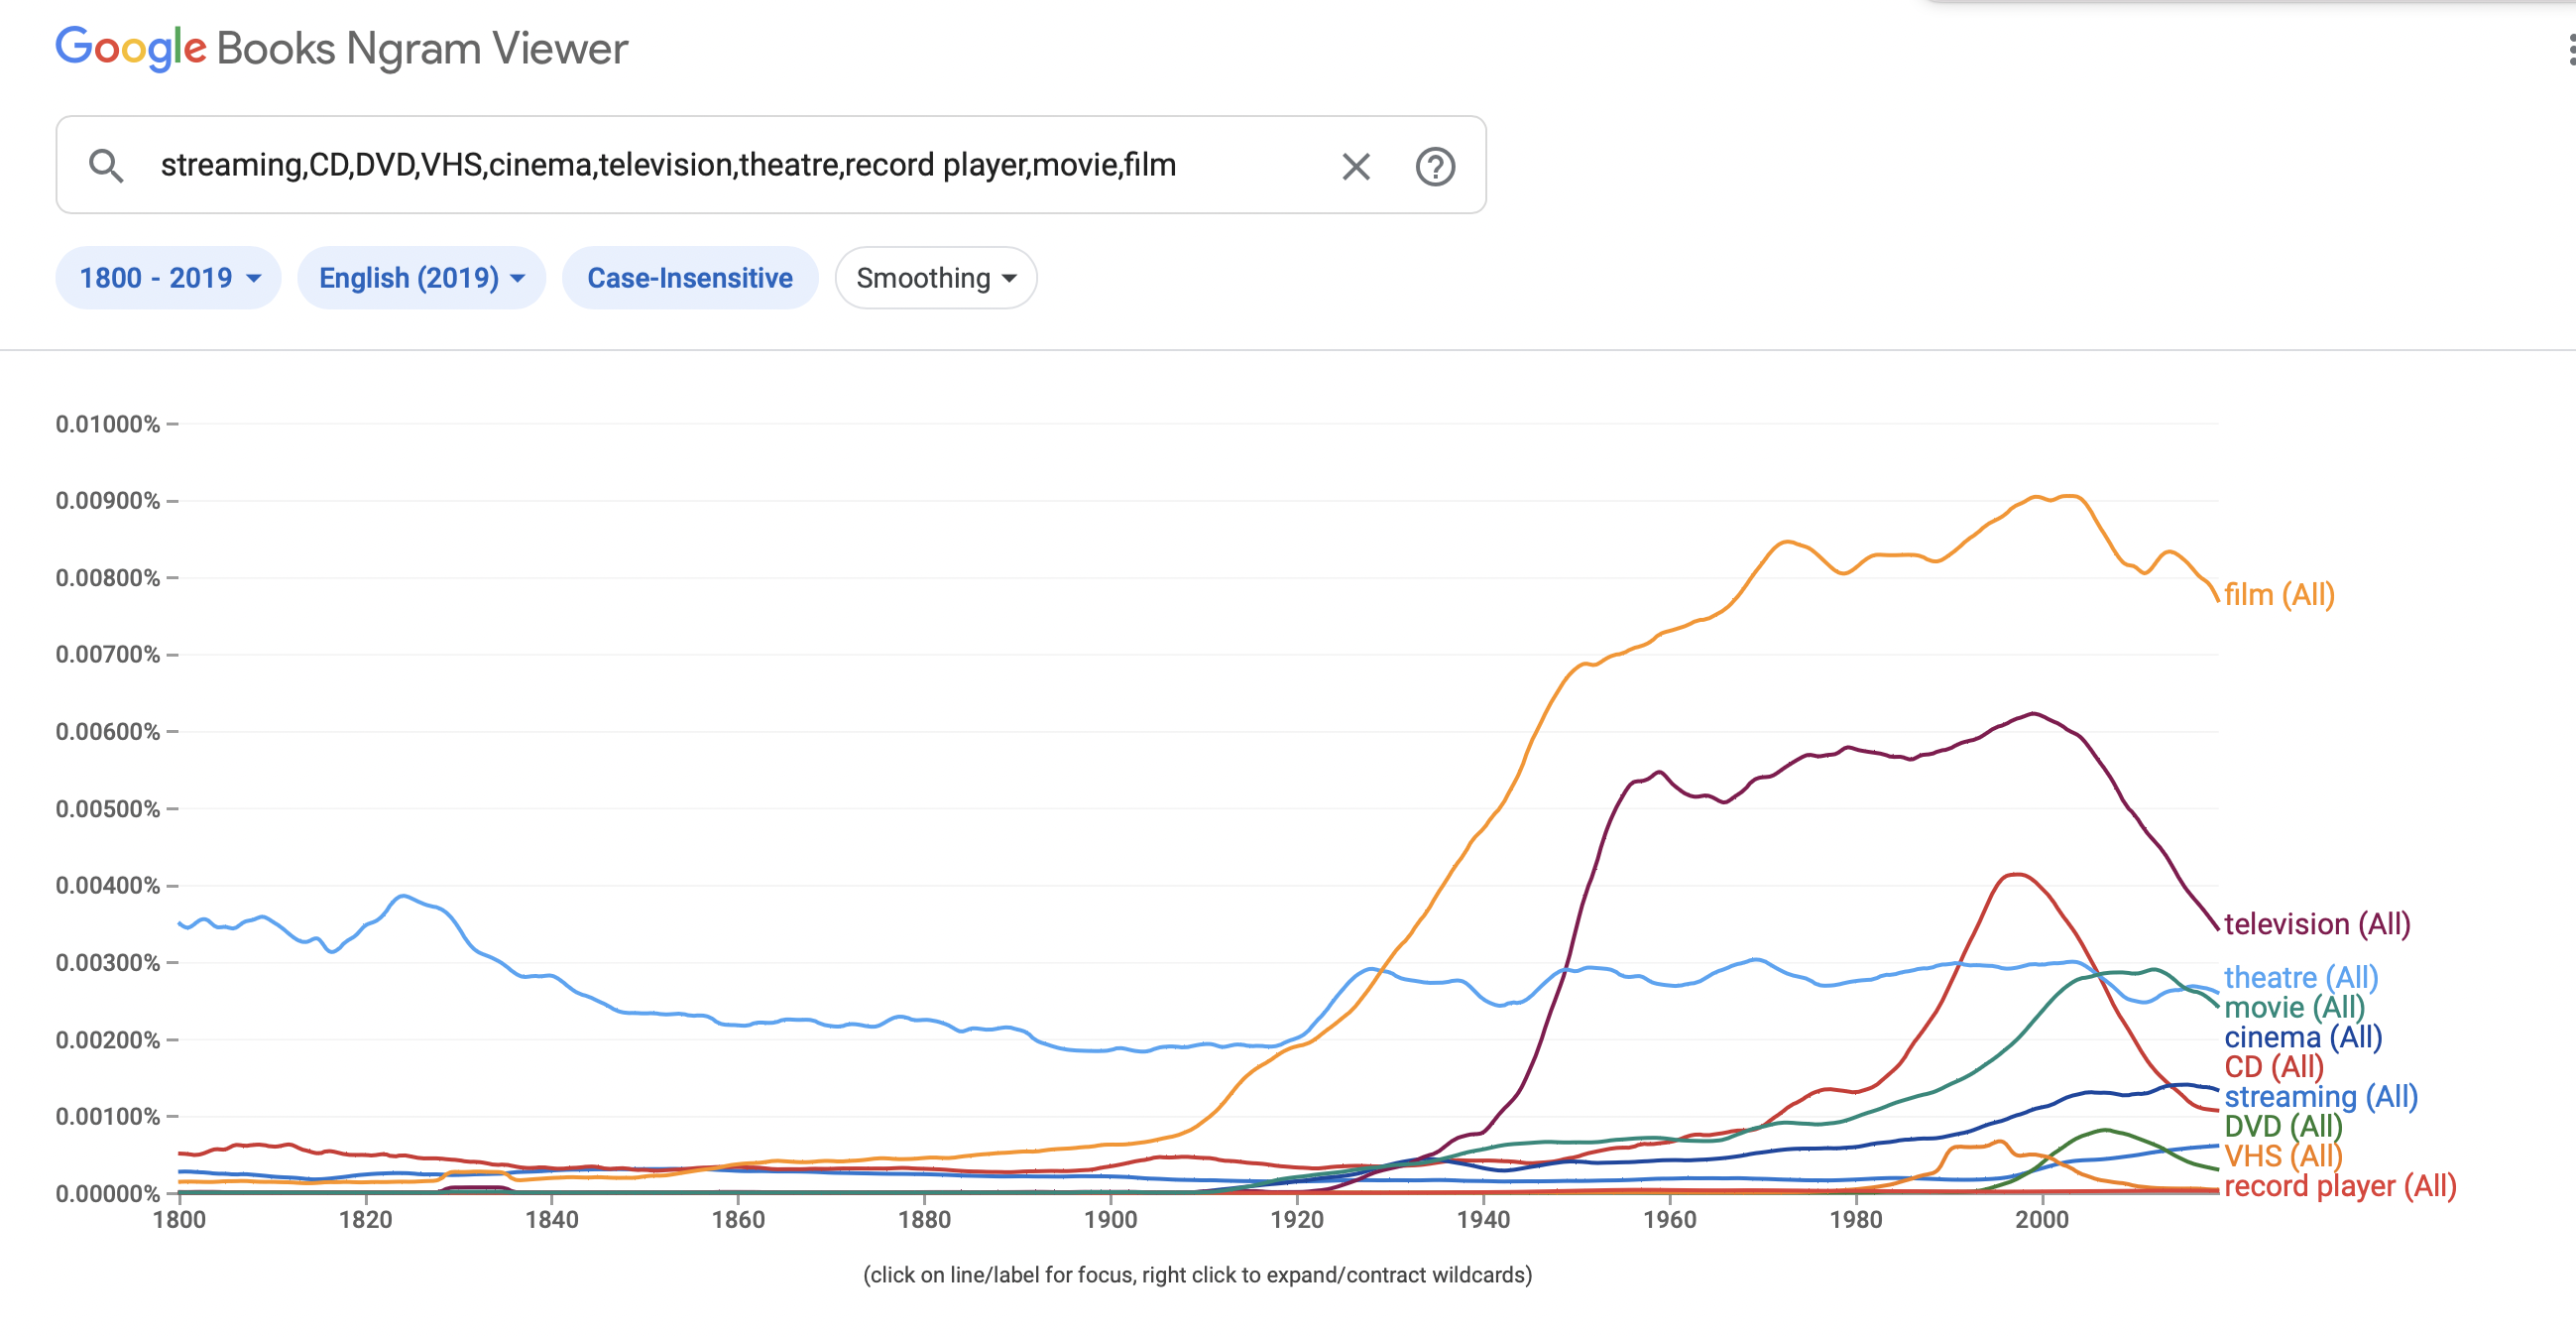 Google Books Ngram Viewer
streaming,CD,DVD,VHS,cinema,television,theatre,record player,movie,film
1800 - 2019 English (2019) Case-Insensitive Smoothing
0.01000%
0.00900%
0.00800%
film (All)
0.00700%
0.00600%
0.00500%
0.00400%
television (All)
0.00300%
theatre (All)
movie (All)
0.00200%
cinema (All)
CD (All)
streaming (All)
0.00100%
DVD (All)
VHS (All)
record player (All)
0.00000%
1800 1820 1840 1860 1880 1900 1920 1940 1960 1980 2000
(click on line/label for focus, right click to expand/contract wildcards)